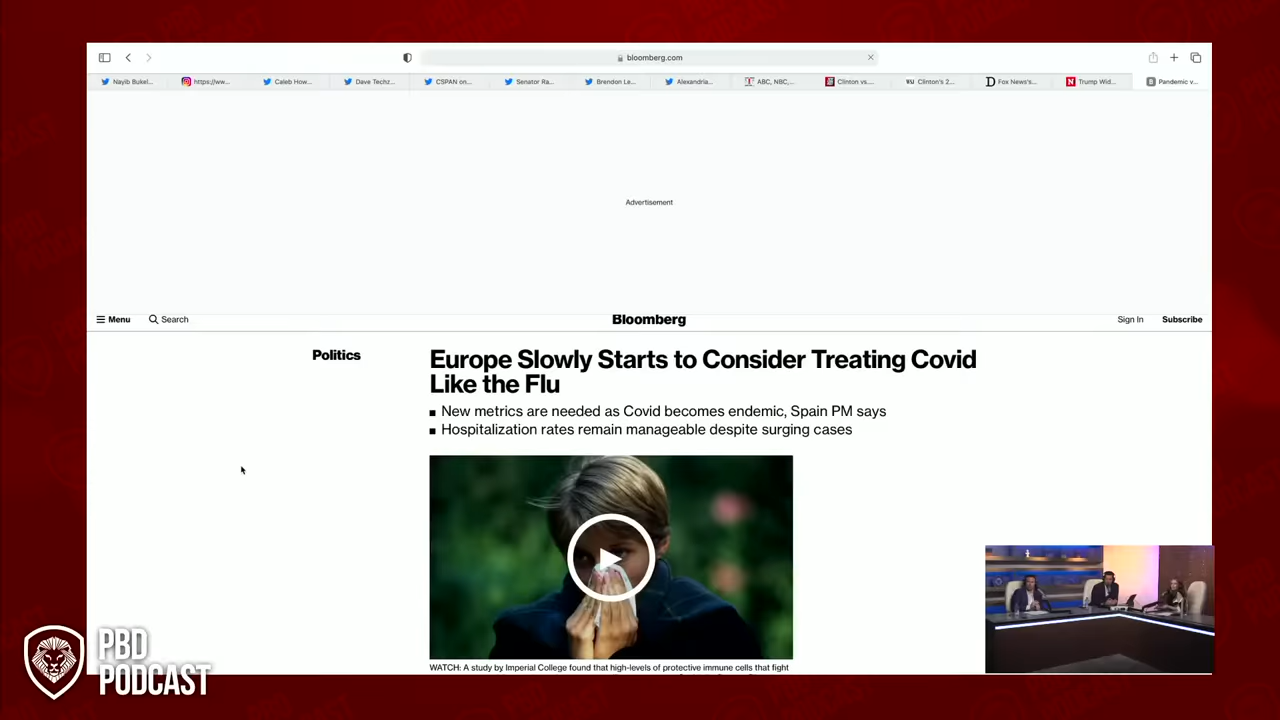 bloomberg.com
Nayib Bukel...
https://ww...
Caleb How...
Dave Techz...
CSPAN on...
Senator Ra...
Brendon Le...
Alexandria...
ABC, NBC,...
Clinton vs....
Clinton's 2...
Fox News's...
Trump Wid...
Pandemic v...
Advertisement
Menu
Search
Bloomberg
Sign In
Subscribe
Politics
Europe Slowly Starts to Consider Treating Covid
Like the Flu
New metrics are needed as Covid becomes endemic, Spain PM says
Hospitalization rates remain manageable despite surging cases
WATCH: A study by Imperial College found that high-levels of protective immune cells that fight
PBD
PODCAST